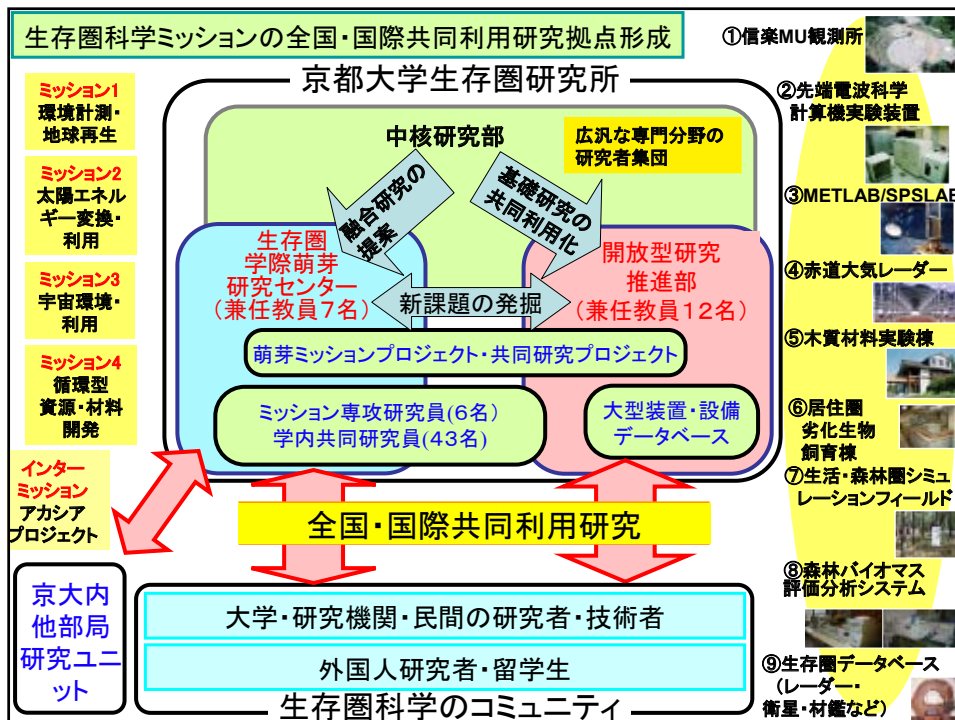 生存圏科学ミッションの全国・国際共同利用研究拠点形成
京都大学生存圏研究所
ミッション1
環境計測・
地球再生
ミッション2
太陽エネル
ギー変換・
利用
ミッション3
宇宙環境・
利用
ミッション4
循環型
資源・材料
開発
インター
ミッション
アカシア
プロジェクト
京大内
他部局
研究ユニ
ット
中核研究部
広汎な専門分野の
研究者集団
融合研究の
提案
基礎研究の
共同利用化
生存圏
学際萌芽
研究センター
(兼任教員7名)
新課題の発掘
開放型研究
推進部
(兼任教員12名)
萌芽ミッションプロジェクト・共同研究プロジェクト
ミッション専攻研究員(6名)
学内共同研究員(43名)
大型装置・設備
データベース
全国・国際共同利用研究
大学・研究機関・民間の研究者・技術者
外国人研究者・留学生
生存圏科学のコミュニティ
①信楽MU観測所
②先端電波科学
計算機実験装置
③METLAB/SPSLAB
④赤道大気レーダー
⑤木質材料実験棟
⑥居住圏
劣化生物
飼育棟
⑦生活・森林圏シミュ
レーションフィールド
⑧森林バイオマス
評価分析システム
⑨生存圏データベース
(レーダー・
衛星・材鑑など)